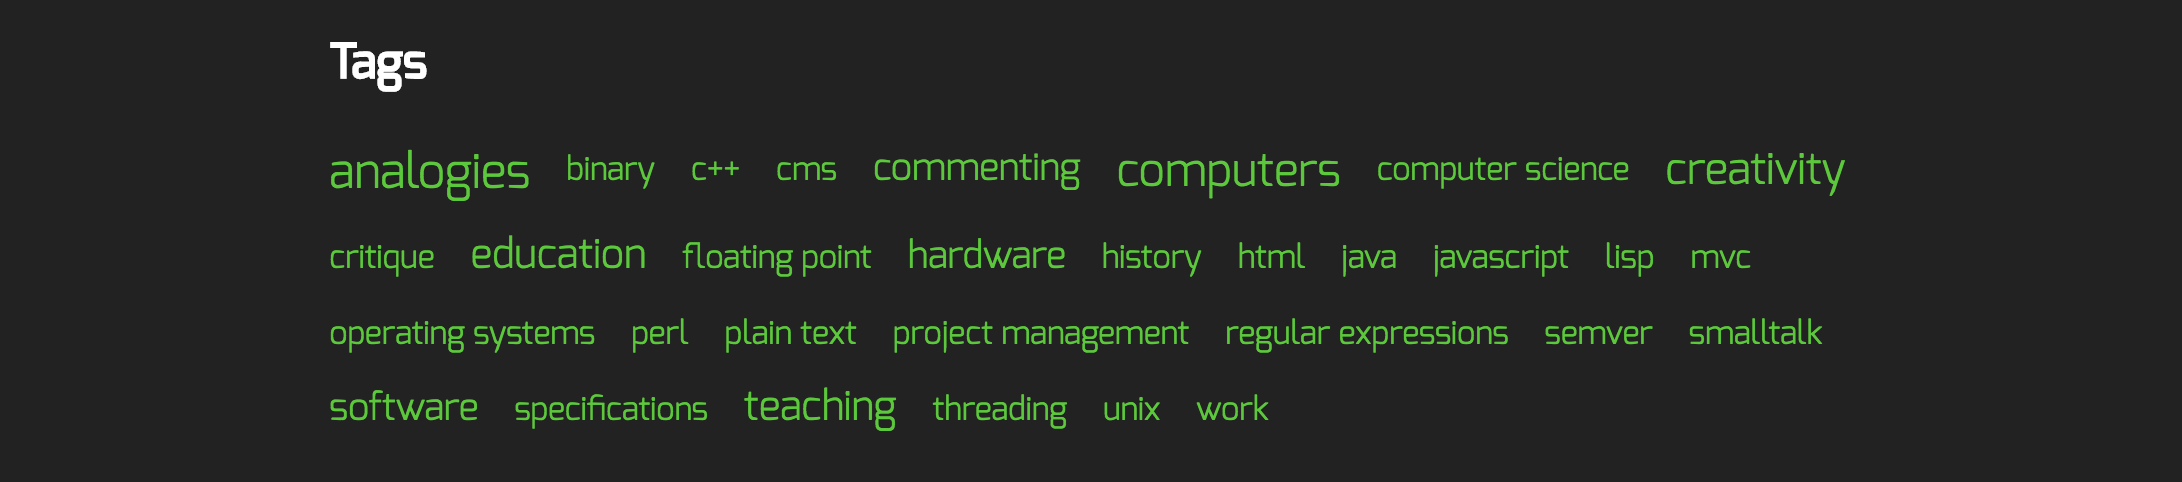 Tags
analogies binary c++ cms commenting computers computer science creativity
critique education floating point hardware history html java javascript lisp mvc
operating systems perl plain text project management regular expressions semver smalltalk
software specifications teaching threading unix work